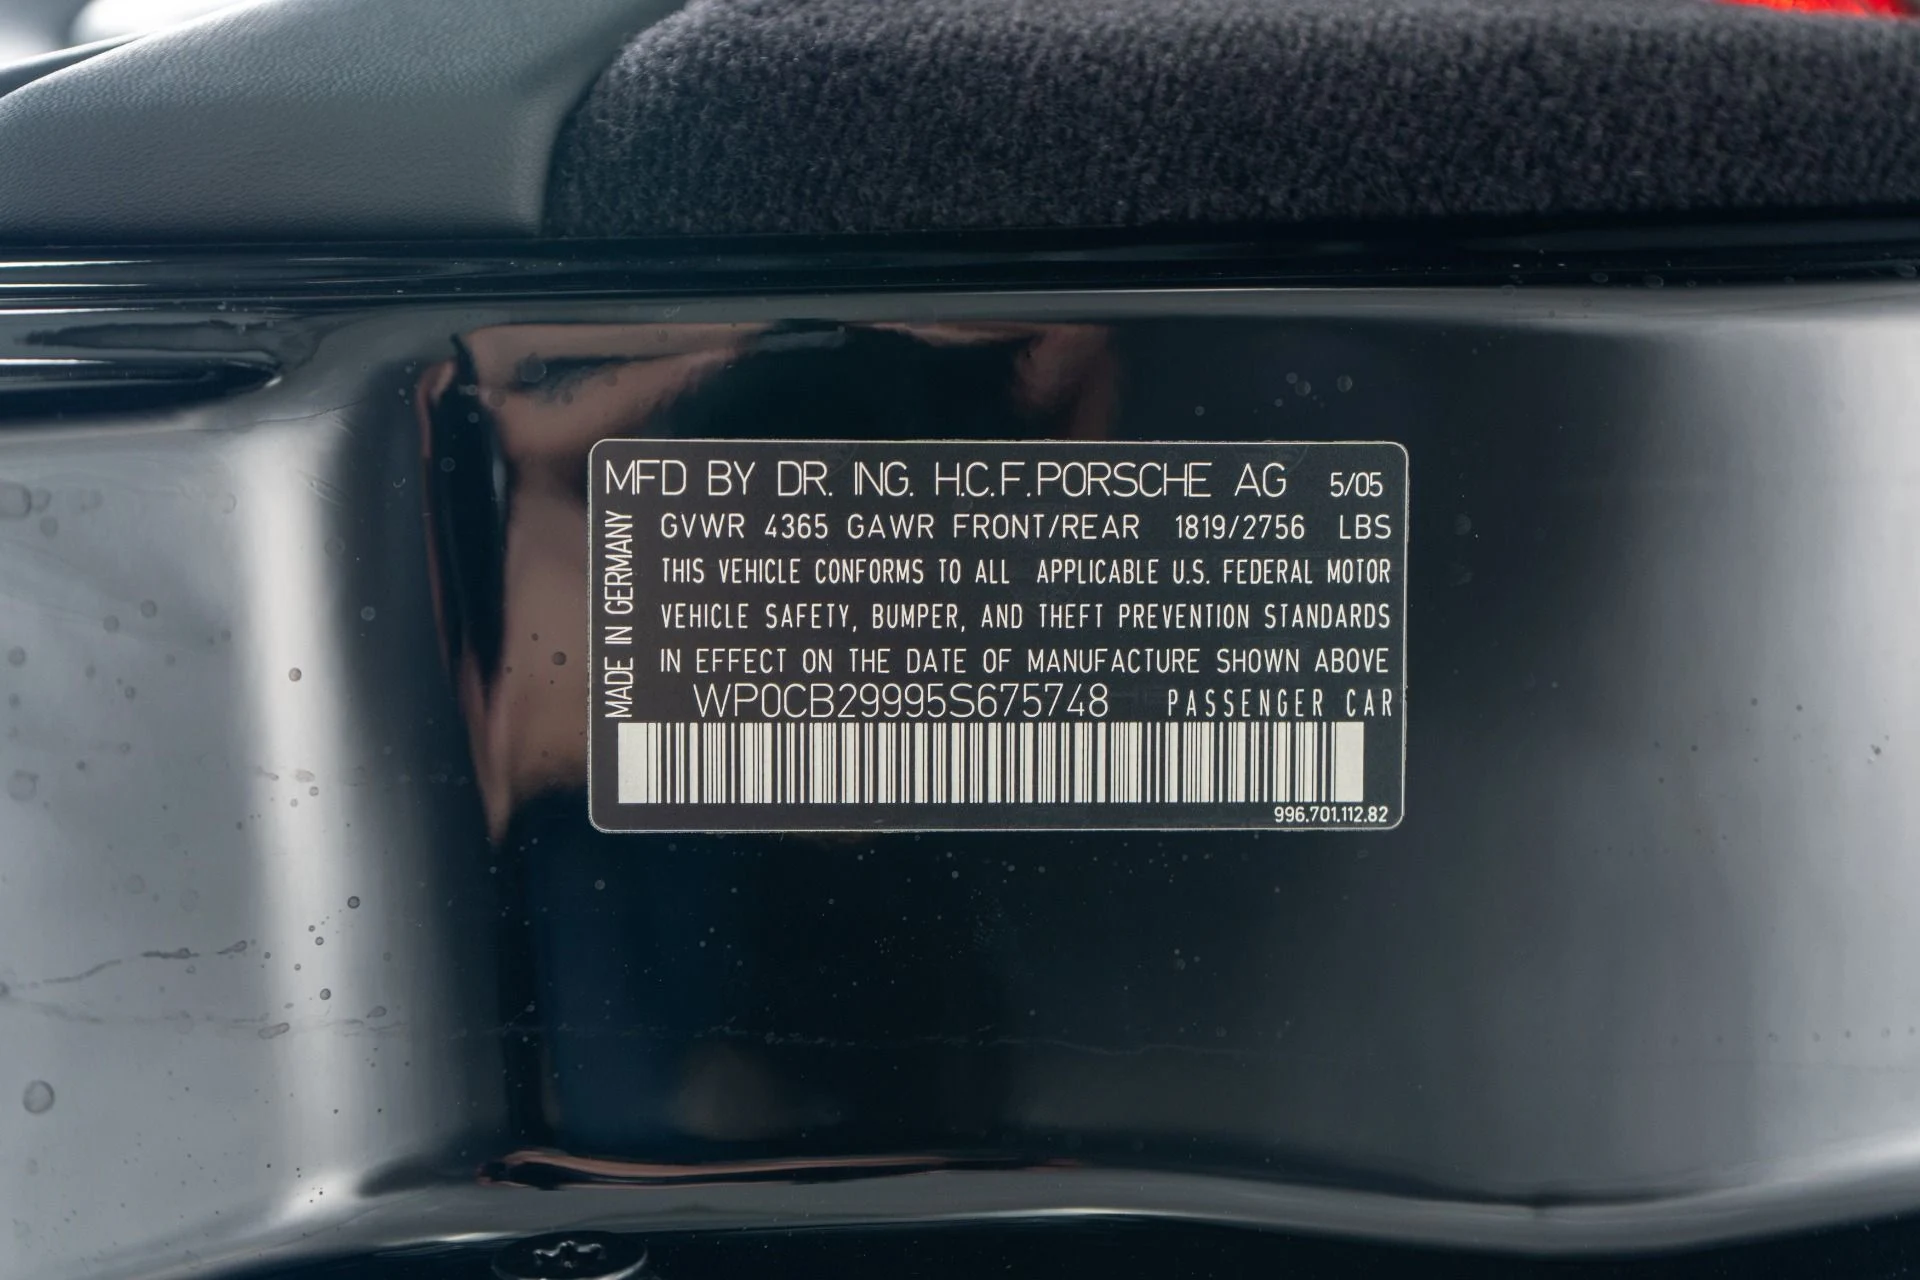 MFD BY DR. ING. H.C.F.PORSCHE AG 5/05
GVWR 4365 GAWR FRONT/REAR 1819/2756 LBS
THIS VEHICLE CONFORMS TO ALL APPLICABLE U.S. FEDERAL MOTOR
VEHICLE SAFETY, BUMPER, AND THEFT PREVENTION STANDARDS
IN EFFECT ON THE DATE OF MANUFACTURE SHOWN ABOVE
WP0CB29995S675748 PASSENGER CAR
996.701.112.82
MADE IN GERMANY